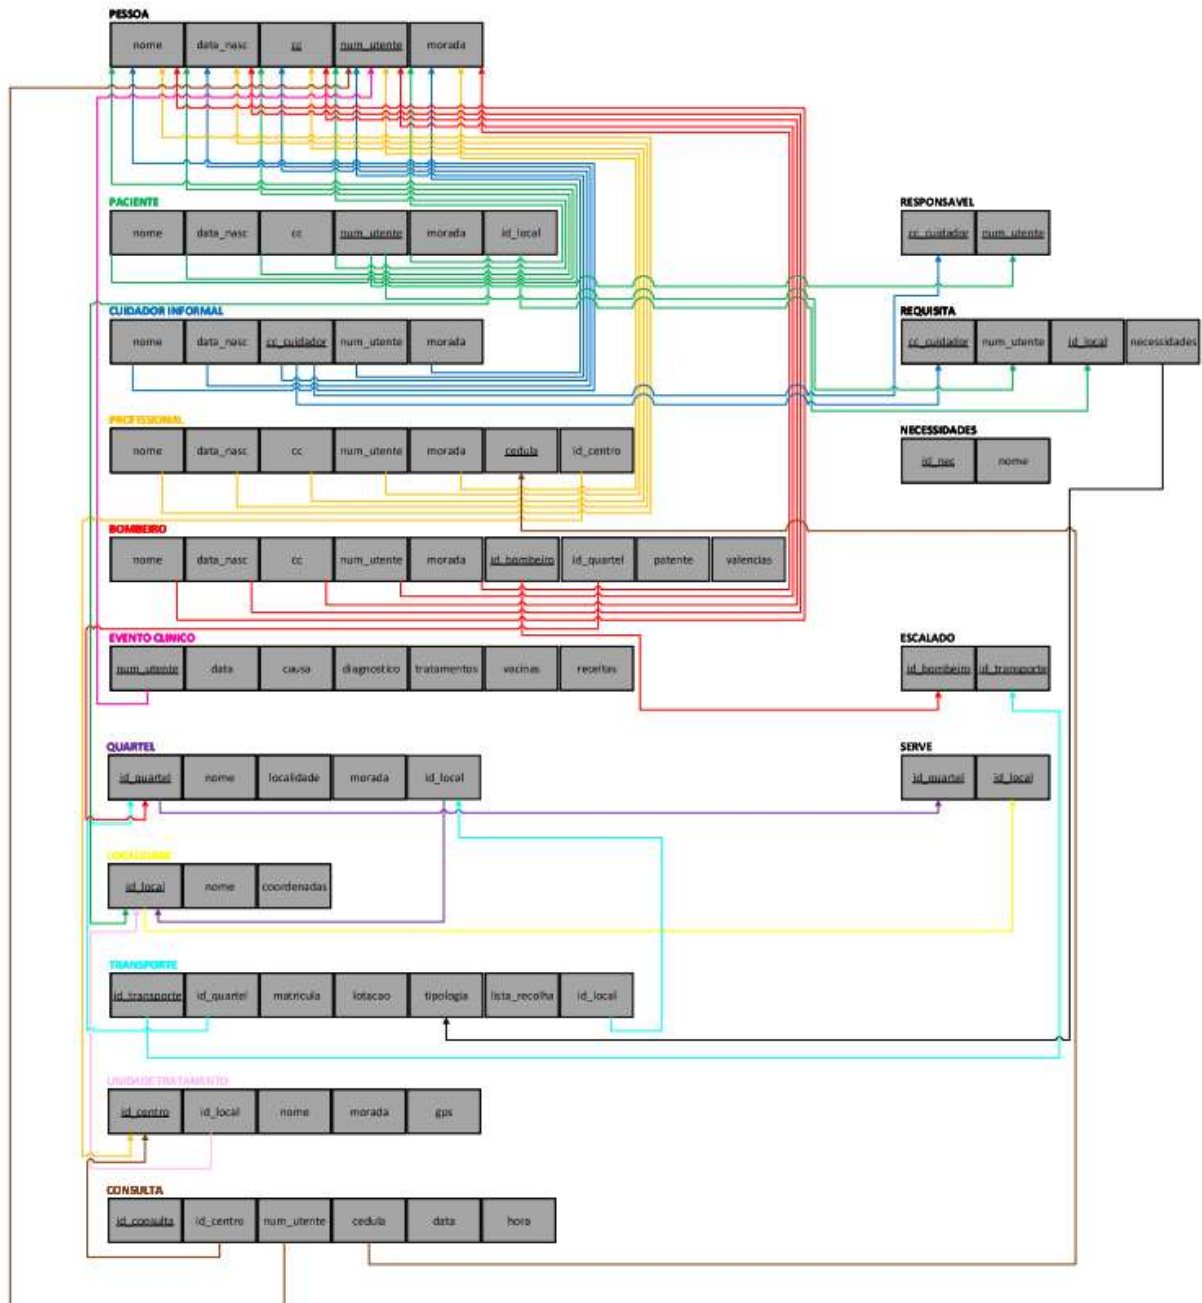 PESSOA
nome data_nasc cc num_utente morada
PACIENTE RESPONSAVEL
nome data_nasc cc num_utente morada id_local cc_cuidador num_utente
CUIDADOR INFORMAL REQUISITA
nome data_nasc cc_cuidador num_utente morada cc_cuidador num_utente id_local necessidades
PROFISSIONAL NECESSIDADES
nome data_nasc cc num_utente morada cedula id_centro id_nec nome
BOMBEIRO
nome data_nasc cc num_utente morada id_bombeiro id_quartel patente valencias
EVENTO CLINICO ESCALADO
num_utente data causa diagnostico tratamentos vacinas receitas id_bombeiro id_transporte
QUARTEL SERVE
id_quartel nome localidade morada id_local id_quartel id_local
LOCALIDADE
id_local nome coordenadas
TRANSPORTE
id_transporte id_quartel matricula lotacao tipologia lista_recolha id_local
UNIDADE TRATAMENTO
id_centro id_local nome morada gps
CONSULTA
id_consulta id_centro num_utente cedula data hora